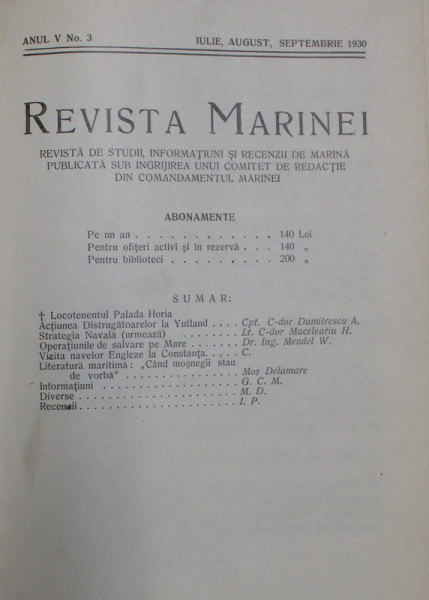 ANUL V No. 3 IULIE, AUGUST, SEPTEMBRIE 1930
REVISTA MARINEI
REVISTĂ DE STUDII, INFORMAŢIUNI ŞI RECENZII DE MARINĂ
PUBLICATĂ SUB INGRIJIREA UNUI COMITET DE REDACŢIE
DIN COMANDAMENTUL MARINEI
ABONAMENTE
Pe un an . . . . . . . . . . . . 140 Lei
Pentru ofiţeri activi şi in rezervă . . . 140 „
Pentru biblioteci . . . . . . . . . 200 „
SUMAR:
† Locotenentul Palada Horia
Acţiunea Distrugătoarelor la Yutland . . . . Cpt. C-dor Dumitrescu A.
Strategia Navală (urmează) . . . . . . . Lt. C-dor Maceleariu H.
Operaţiunile de salvare pe Mare . . . . Dr. Ing. Mendel W.
Vizita navelor Engleze la Constanţa. . . . C.
Literatură maritimă : „Când moşnegii stau
de vorbă“ . . . . . . . . . . . . . . Moş Delamare
Informaţiuni . . . . . . . . . . . . . . . . . G. C. M.
Diverse . . . . . . . . . . . . . . . . . . . . M. D.
Recenzii . . . . . . . . . . . . . . . . . . . I. P.